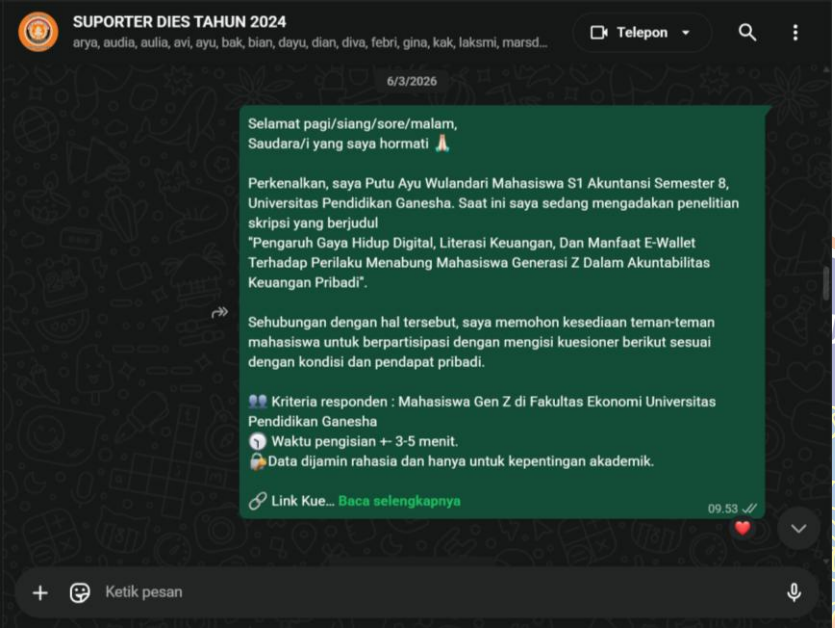 SUPORTER DIES TAHUN 2024
arya, audia, aulia, avi, ayu, bak, bian, dayu, dian, diva, febri, gina, kak, laksmi, marsd...
Telepon
6/3/2026
Selamat pagi/siang/sore/malam,
Saudara/i yang saya hormati 🙏🏻
Perkenalkan, saya Putu Ayu Wulandari Mahasiswa S1 Akuntansi Semester 8,
Universitas Pendidikan Ganesha. Saat ini saya sedang mengadakan penelitian
skripsi yang berjudul
"Pengaruh Gaya Hidup Digital, Literasi Keuangan, Dan Manfaat E-Wallet
Terhadap Perilaku Menabung Mahasiswa Generasi Z Dalam Akuntabilitas
Keuangan Pribadi".
Sehubungan dengan hal tersebut, saya memohon kesediaan teman-teman
mahasiswa untuk berpartisipasi dengan mengisi kuesioner berikut sesuai
dengan kondisi dan pendapat pribadi.
👥 Kriteria responden : Mahasiswa Gen Z di Fakultas Ekonomi Universitas
Pendidikan Ganesha
🕥 Waktu pengisian +- 3-5 menit.
🔐Data dijamin rahasia dan hanya untuk kepentingan akademik.
🔗 Link Kue... Baca selengkapnya
09.53
Ketik pesan